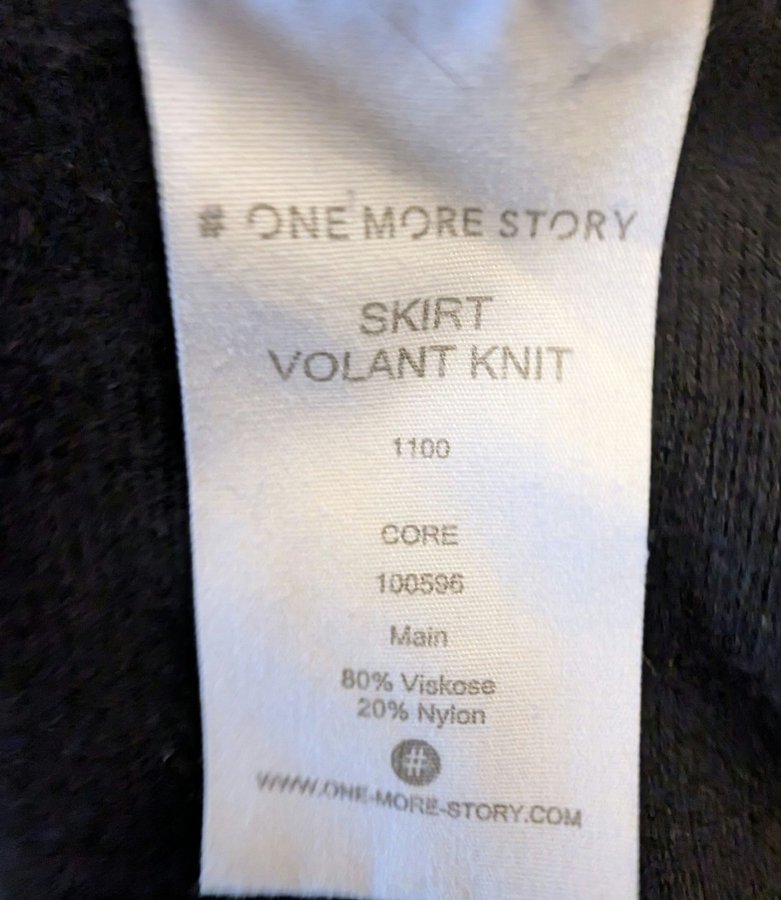 # ONE MORE STORY
SKIRT
VOLANT KNIT
1100
CORE
100596
Main
80% Viskose
20% Nylon
#
WWW.ONE-MORE-STORY.COM